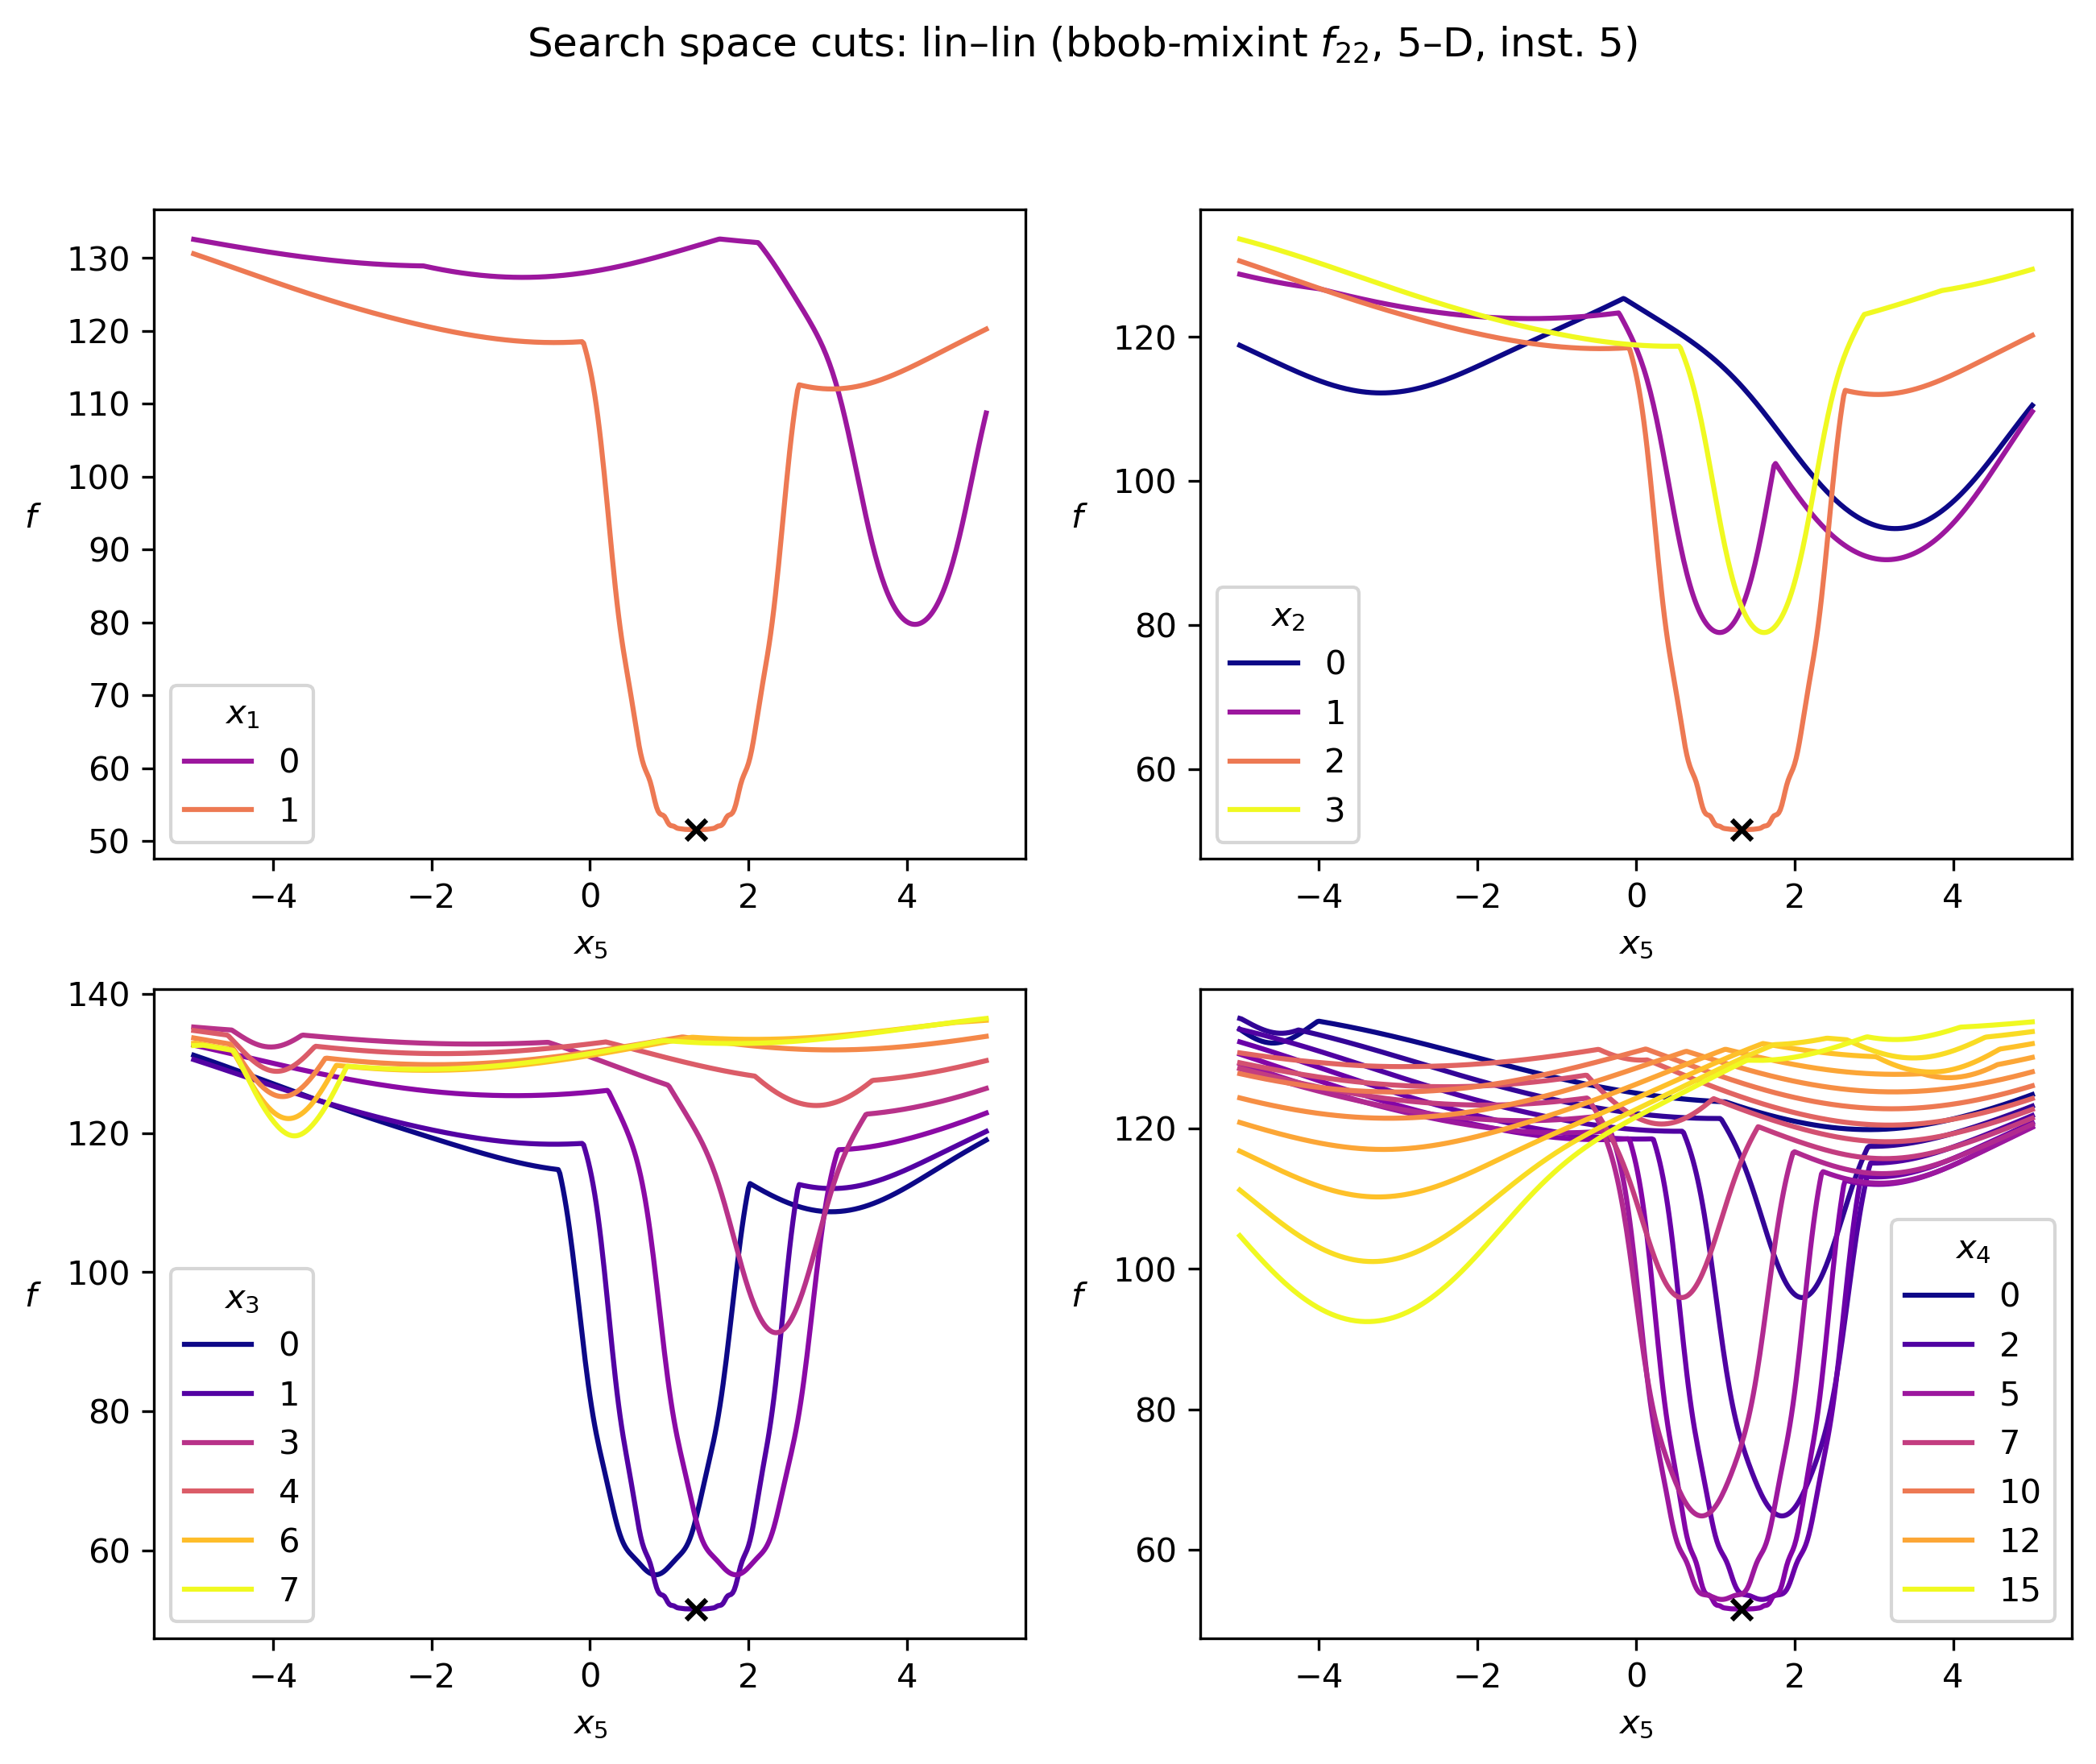 Search space cuts: lin–lin (bbob-mixint f₂₂, 5–D, inst. 5)
130
120
110
100
90
80
70
60
50
f
x₁
0
1
−4 −2 0 2 4
x₅
120
100
80
60
f
x₂
0
1
2
3
−4 −2 0 2 4
x₅
140
120
100
80
60
f
x₃
0
1
3
4
6
7
−4 −2 0 2 4
x₅
120
100
80
60
f
x₄
0
2
5
7
10
12
15
−4 −2 0 2 4
x₅